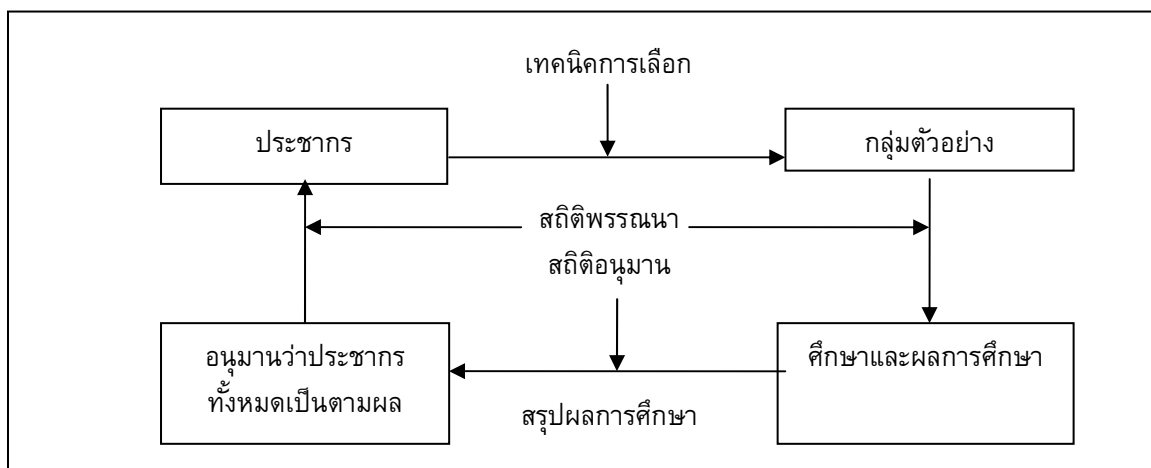 เทคนิคการเลือก
ประชากร
กลุ่มตัวอย่าง
สถิติพรรณนา
สถิติอนุมาน
อนุมานว่าประชากร
ทั้งหมดเป็นตามผล
ศึกษาและผลการศึกษา
สรุปผลการศึกษา